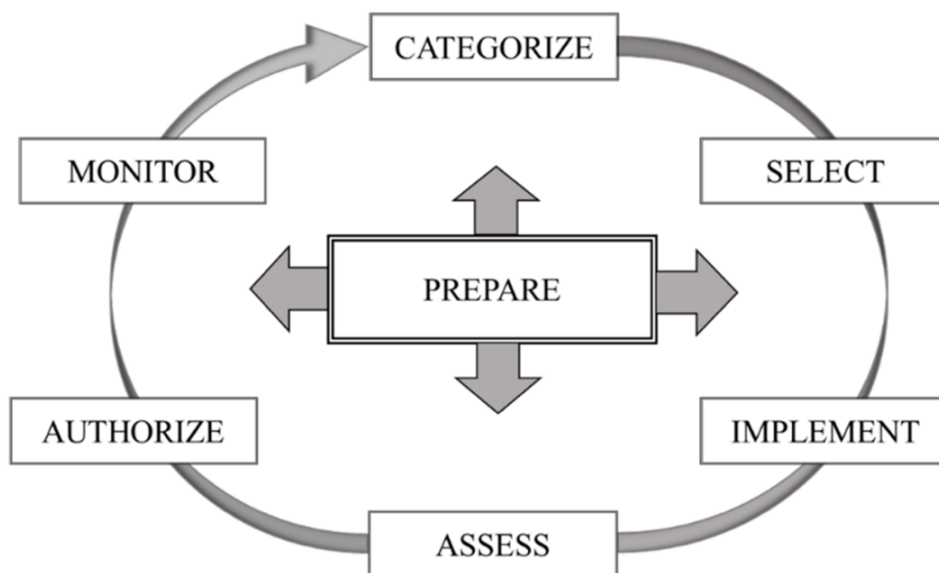 CATEGORIZE
MONITOR
SELECT
PREPARE
AUTHORIZE
IMPLEMENT
ASSESS